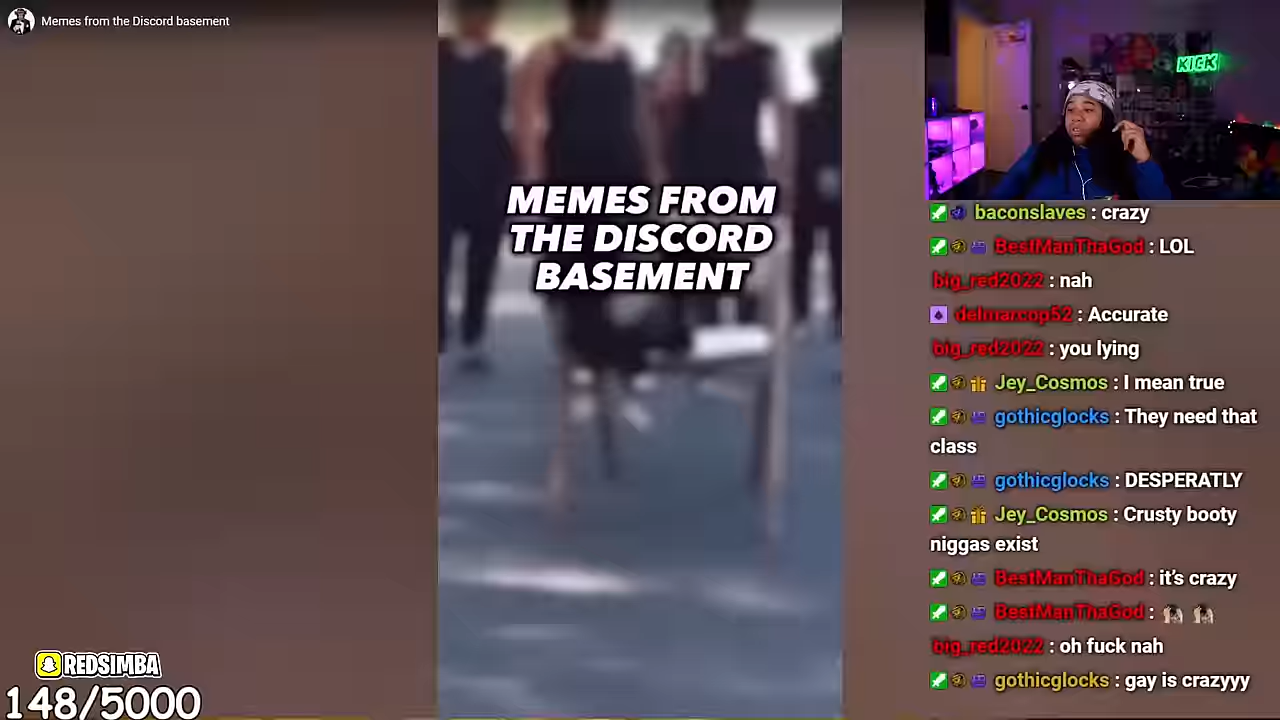 Memes from the Discord basement
MEMES FROM
THE DISCORD
BASEMENT
KICK
baconslaves : crazy
BestManThaGod : LOL
big_red2022 : nah
delmarcop52 : Accurate
big_red2022 : you lying
Jey_Cosmos : I mean true
gothicglocks : They need that
class
gothicglocks : DESPERATLY
Jey_Cosmos : Crusty booty
niggas exist
BestManThaGod : it's crazy
BestManThaGod :
big_red2022 : oh fuck nah
gothicglocks : gay is crazyyy
REDSIMBA
148/5000